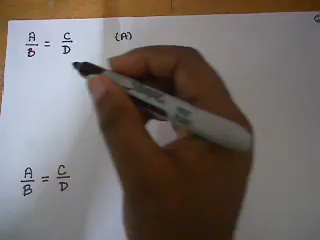 A/B = C/D (A)
A/B = C/D